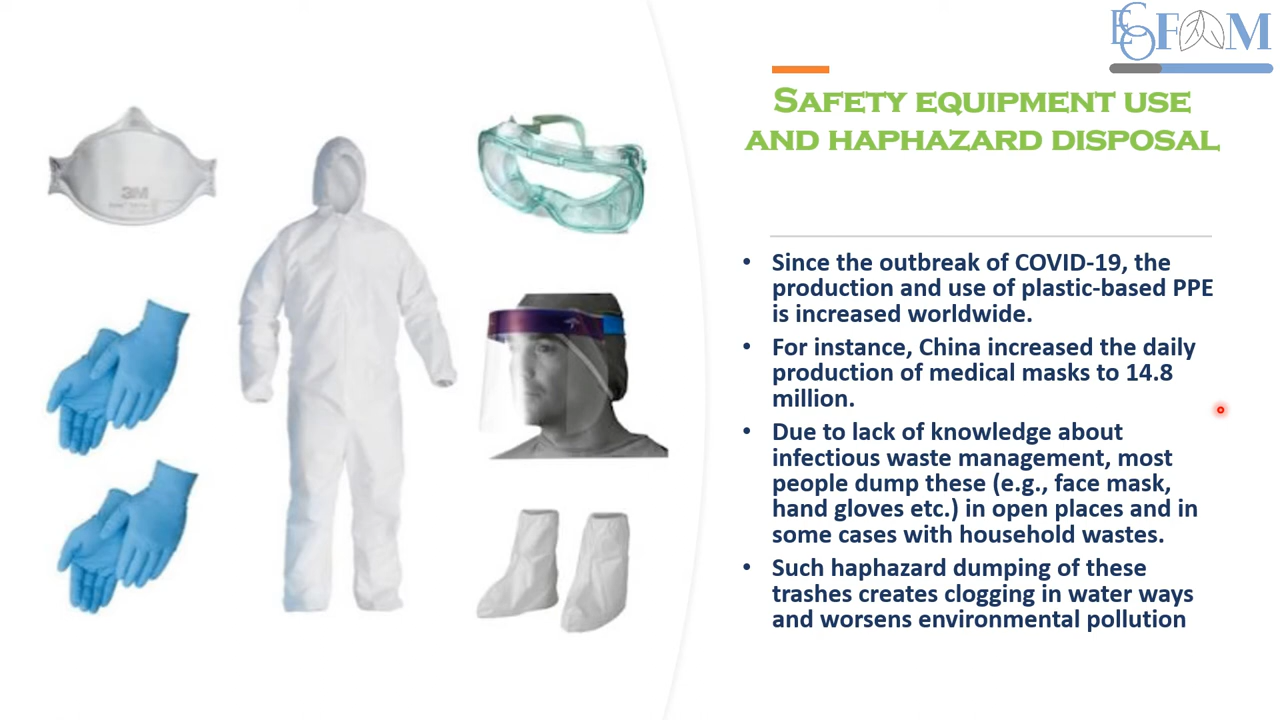 ECOFAM
SAFETY EQUIPMENT USE
AND HAPHAZARD DISPOSAL
3M
• Since the outbreak of COVID-19, the
production and use of plastic-based PPE
is increased worldwide.
• For instance, China increased the daily
production of medical masks to 14.8
million.
• Due to lack of knowledge about
infectious waste management, most
people dump these (e.g., face mask,
hand gloves etc.) in open places and in
some cases with household wastes.
• Such haphazard dumping of these
trashes creates clogging in water ways
and worsens environmental pollution